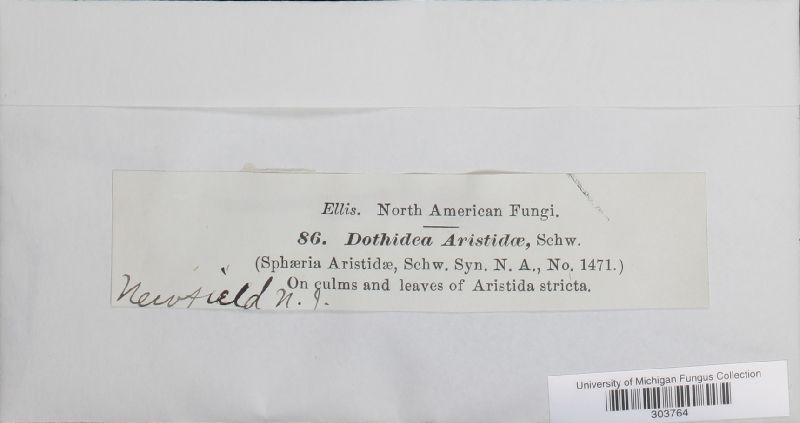 Ellis. North American Fungi.
86. Dothidea Aristidæ, Schw.
(Sphæria Aristidæ, Schw. Syn. N. A., No. 1471.)
On culms and leaves of Aristida stricta.
Newfield N. J.
University of Michigan Fungus Collection
303764